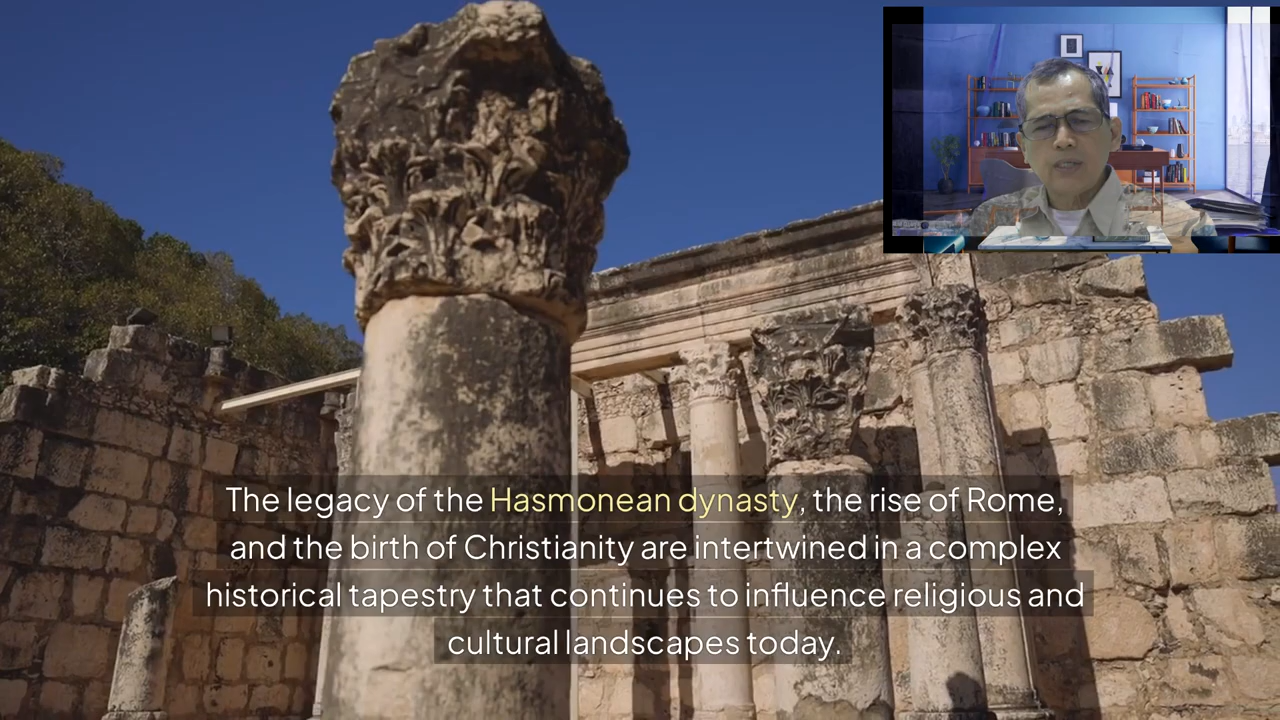 The legacy of the Hasmonean dynasty, the rise of Rome,
and the birth of Christianity are intertwined in a complex
historical tapestry that continues to influence religious and
cultural landscapes today.